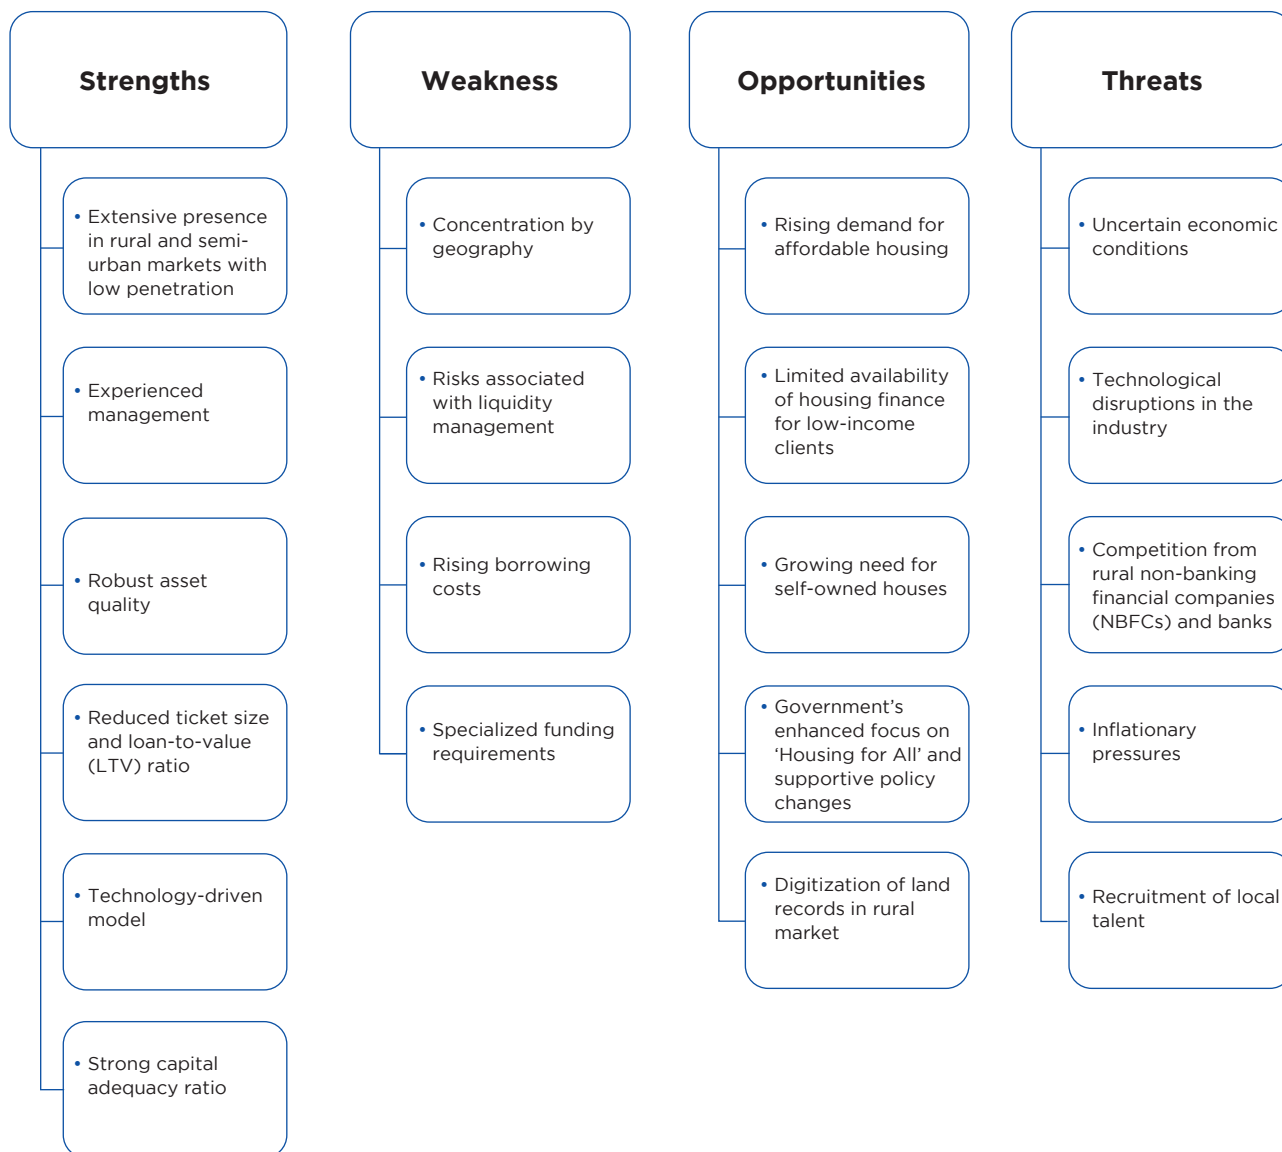 Strengths
• Extensive presence
in rural and semi-
urban markets with
low penetration
• Experienced
management
• Robust asset
quality
• Reduced ticket size
and loan-to-value
(LTV) ratio
• Technology-driven
model
• Strong capital
adequacy ratio
Weakness
• Concentration by
geography
• Risks associated
with liquidity
management
• Rising borrowing
costs
• Specialized funding
requirements
Opportunities
• Rising demand for
affordable housing
• Limited availability
of housing finance
for low-income
clients
• Growing need for
self-owned houses
• Government’s
enhanced focus on
‘Housing for All’ and
supportive policy
changes
• Digitization of land
records in rural
market
Threats
• Uncertain economic
conditions
• Technological
disruptions in the
industry
• Competition from
rural non-banking
financial companies
(NBFCs) and banks
• Inflationary
pressures
• Recruitment of local
talent